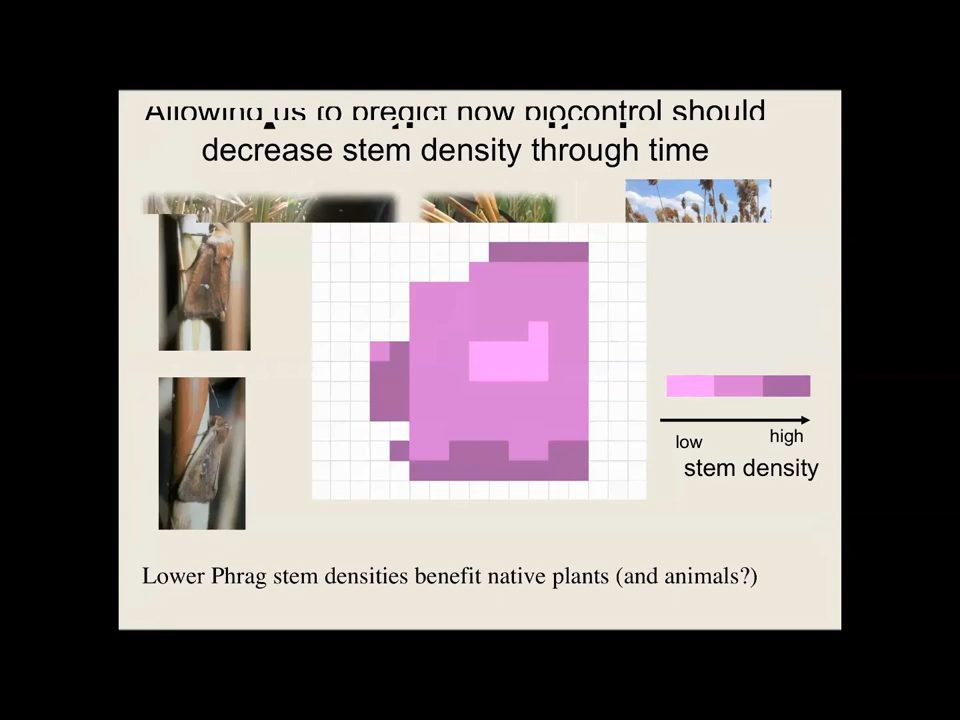 Allowing us to predict how biocontrol should
decrease stem density through time
low
high
stem density
Lower Phrag stem densities benefit native plants (and animals?)